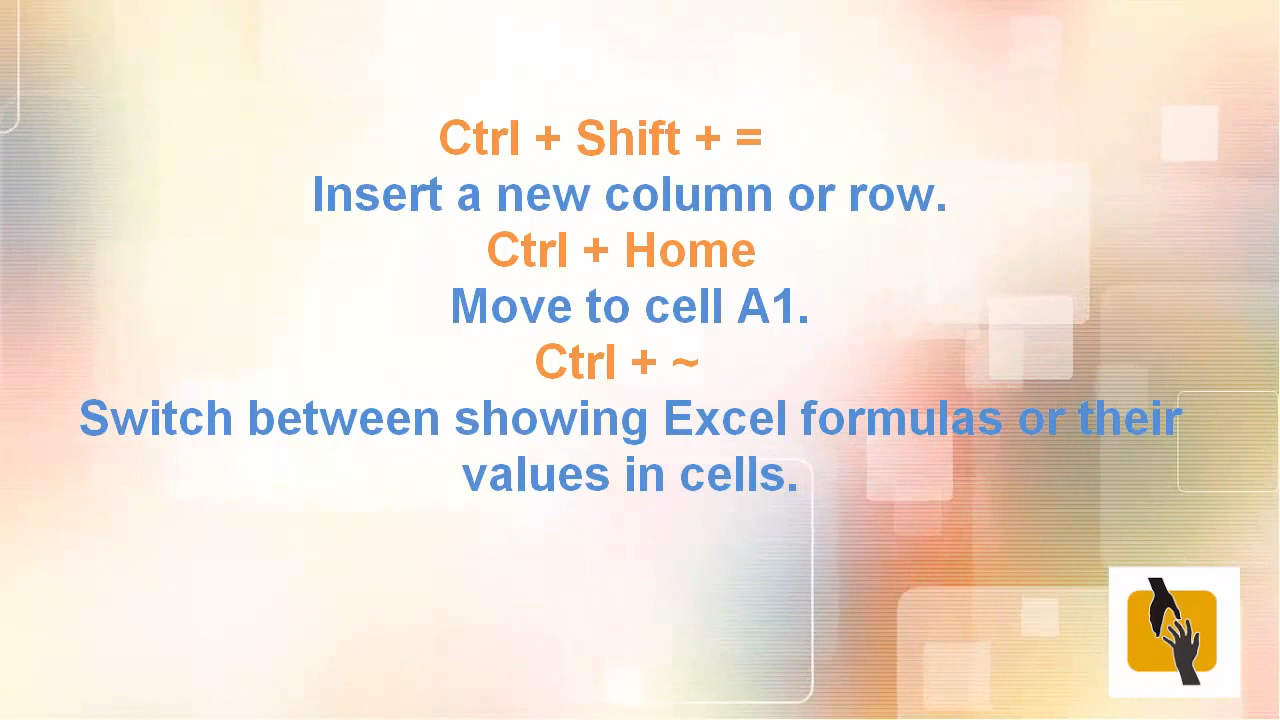 Ctrl + Shift + =
Insert a new column or row.
Ctrl + Home
Move to cell A1.
Ctrl + ~
Switch between showing Excel formulas or their
values in cells.